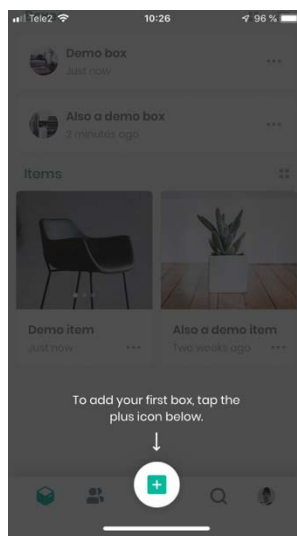 Tele2
10:26
96 %
Demo box
Just now
Also a demo box
2 minutes ago
Items
Demo item
Just now
Also a demo item
Two weeks ago
To add your first box, tap the
plus icon below.